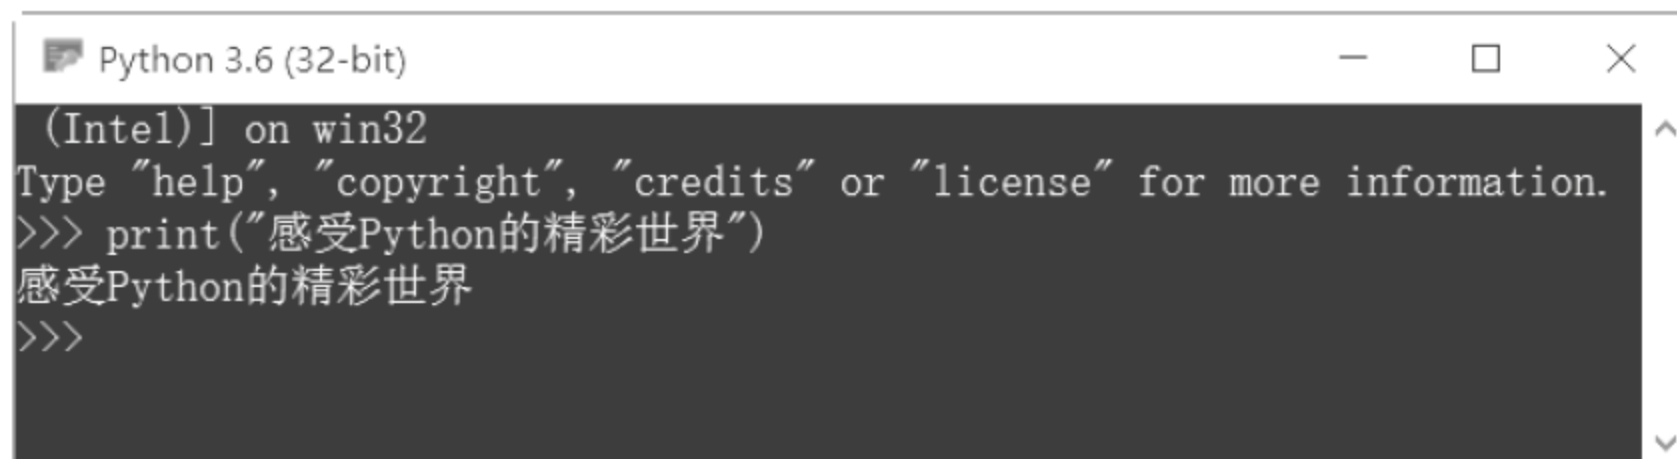 Python 3.6 (32-bit)
(Intel)] on win32
Type "help", "copyright", "credits" or "license" for more information.
>>> print("感受Python的精彩世界")
感受Python的精彩世界
>>>